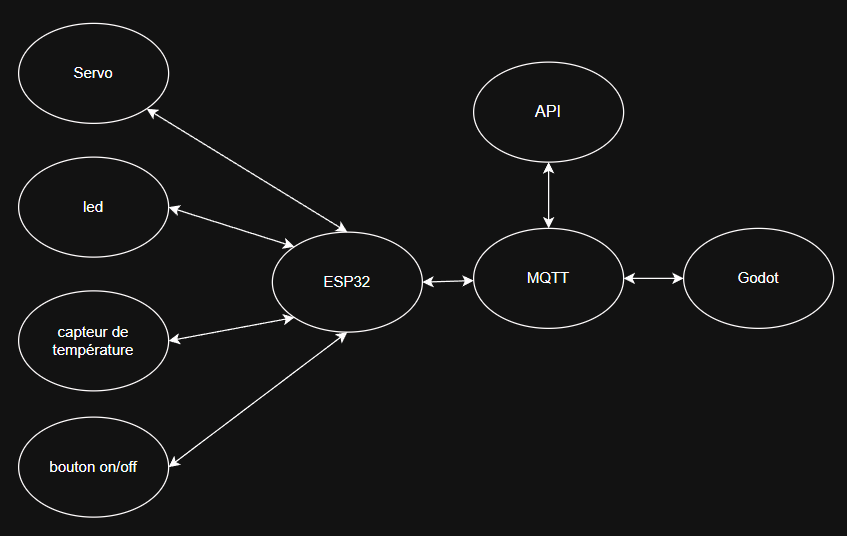 Servo
API
led
ESP32
MQTT
Godot
capteur de
température
bouton on/off